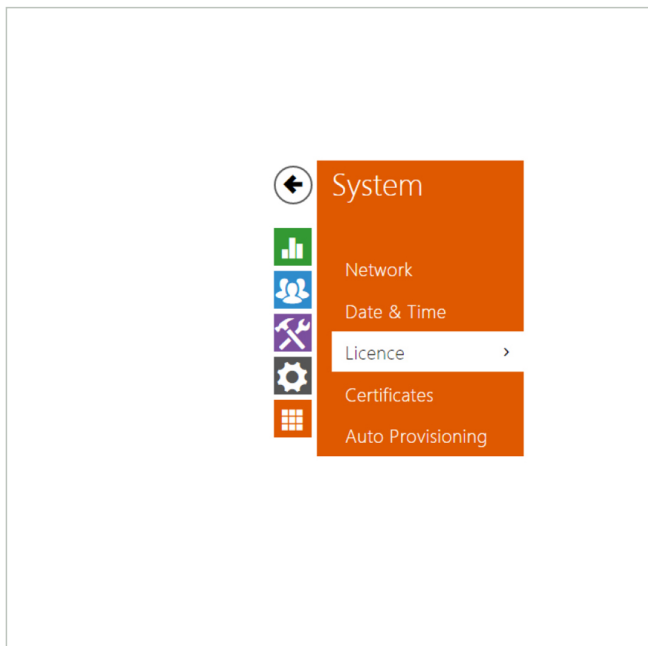 System
Network
Date & Time
Licence
Certificates
Auto Provisioning